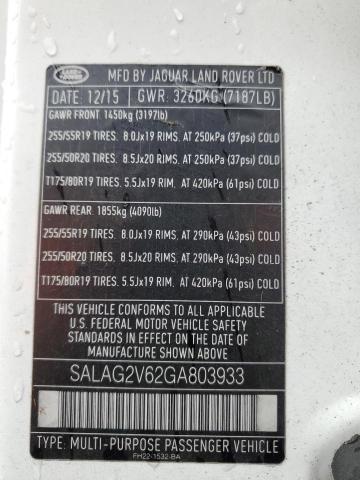 LAND ROVER
MFD BY JAGUAR LAND ROVER LTD
DATE: 12/15 GWR: 3260KG (7187LB)
GAWR FRONT 1450kg (3197lb)
255/55R19 TIRES. 8.0Jx19 RIMS. AT 250kPA (37psi) COLD
255/50R20 TIRES. 8.5Jx20 RIMS. AT 250kPA (37psi) COLD
T175/80R19 TIRES. 5.5Jx19 RIM. AT 420kPA (61psi) COLD
GAWR REAR. 1855kg (4090lb)
255/55R19 TIRES. 8.0Jx19 RIMS. AT 290kPA (43psi) COLD
255/50R20 TIRES. 8.5Jx20 RIMS. AT 290kPA (43psi) COLD
T175/80R19 TIRES. 5.5Jx19 RIM. AT 420kPA (61psi) COLD
THIS VEHICLE CONFORMS TO ALL APPLICABLE
US FEDERAL MOTOR VEHICLE SAFETY
STANDARDS IN EFFECT ON THE DATE OF
MANUFACTURE SHOWN ABOVE
SALAG2V62GA803933
TYPE: MULTI-PURPOSE PASSENGER VEHICLE
FH22-1532-BA